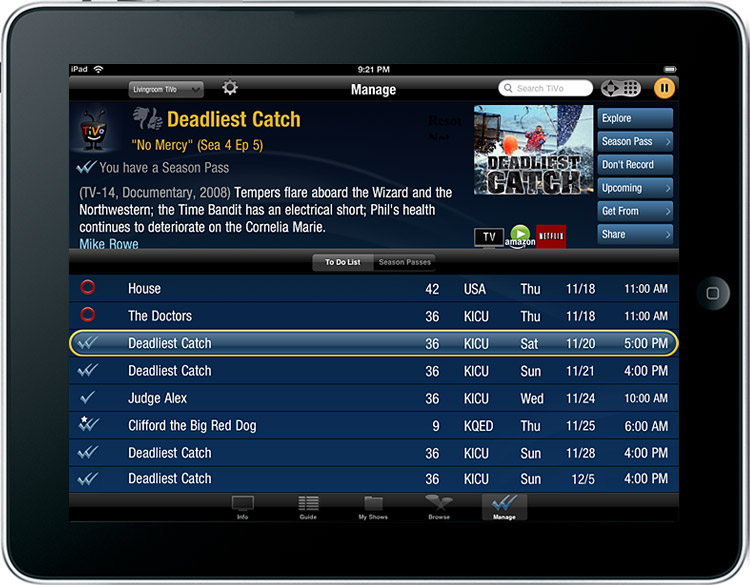 iPad 9:21 PM
Livingroom TiVo Manage Search TiVo
TiVo
Deadliest Catch
"No Mercy" (Sea 4 Ep 5)
You have a Season Pass
(TV-14, Documentary, 2008) Tempers flare aboard the Wizard and the
Northwestern; the Time Bandit has an electrical short; Phil's health
continues to deteriorate on the Cornelia Marie.
Mike Rowe
DEADLIEST
CATCH
TV amazon NETFLIX
Explore
Season Pass
Don't Record
Upcoming
Get From
Share
To Do List Season Passes
House 42 USA Thu 11/18 11:00 AM
The Doctors 36 KICU Thu 11/18 11:00 AM
Deadliest Catch 36 KICU Sat 11/20 5:00 PM
Deadliest Catch 36 KICU Sun 11/21 4:00 PM
Judge Alex 36 KICU Wed 11/24 10:00 AM
Clifford the Big Red Dog 9 KQED Thu 11/25 6:00 AM
Deadliest Catch 36 KICU Sun 11/28 4:00 PM
Deadliest Catch 36 KICU Sun 12/5 4:00 PM
Info Guide My Shows Browse Manage